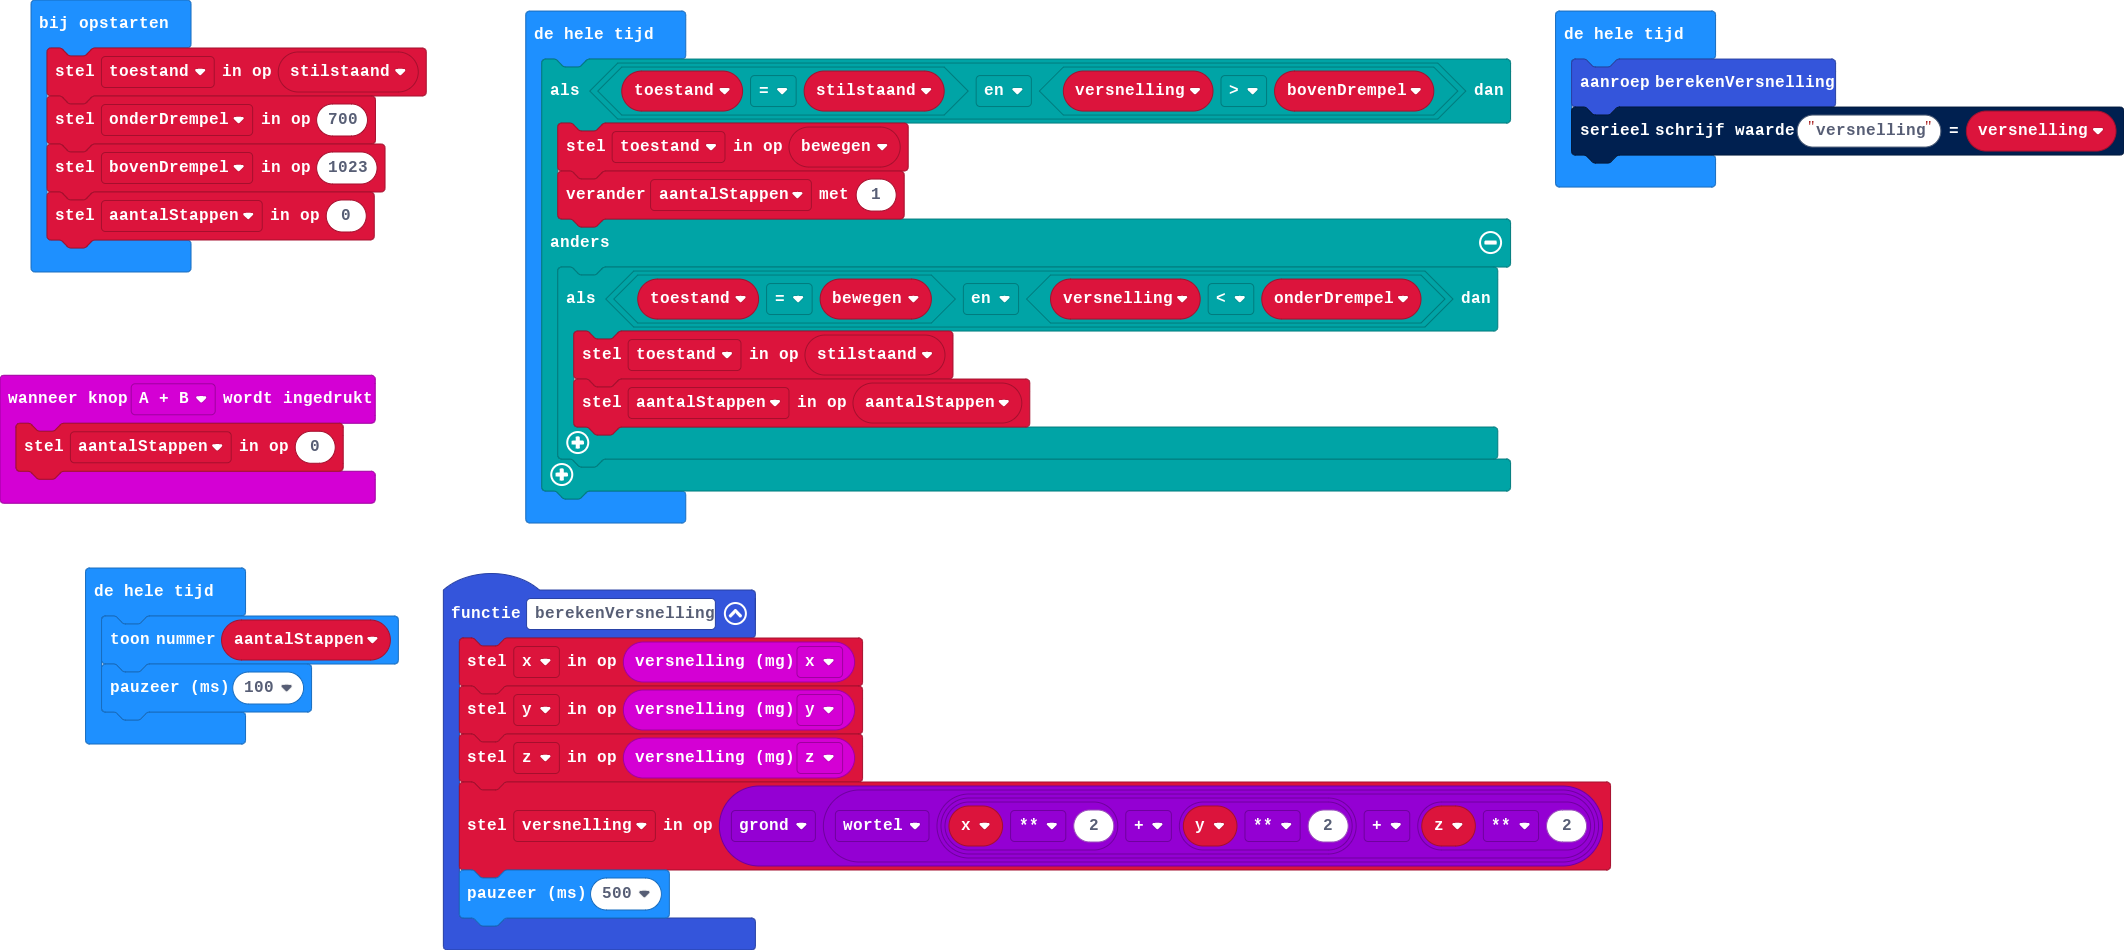 bij opstarten
stel toestand in op stilstaand
stel onderDrempel in op 700
stel bovenDrempel in op 1023
stel aantalStappen in op 0
de hele tijd
als toestand = stilstaand en versnelling > bovenDrempel dan
stel toestand in op bewegen
verander aantalStappen met 1
anders
als toestand = bewegen en versnelling < onderDrempel dan
stel toestand in op stilstaand
stel aantalStappen in op aantalStappen
de hele tijd
aanroep berekenVersnelling
serieel schrijf waarde "versnelling" = versnelling
wanneer knop A + B wordt ingedrukt
stel aantalStappen in op 0
de hele tijd
toon nummer aantalStappen
pauzeer (ms) 100
functie berekenVersnelling
stel x in op versnelling (mg) x
stel y in op versnelling (mg) y
stel z in op versnelling (mg) z
stel versnelling in op grond wortel x ** 2 + y ** 2 + z ** 2
pauzeer (ms) 500